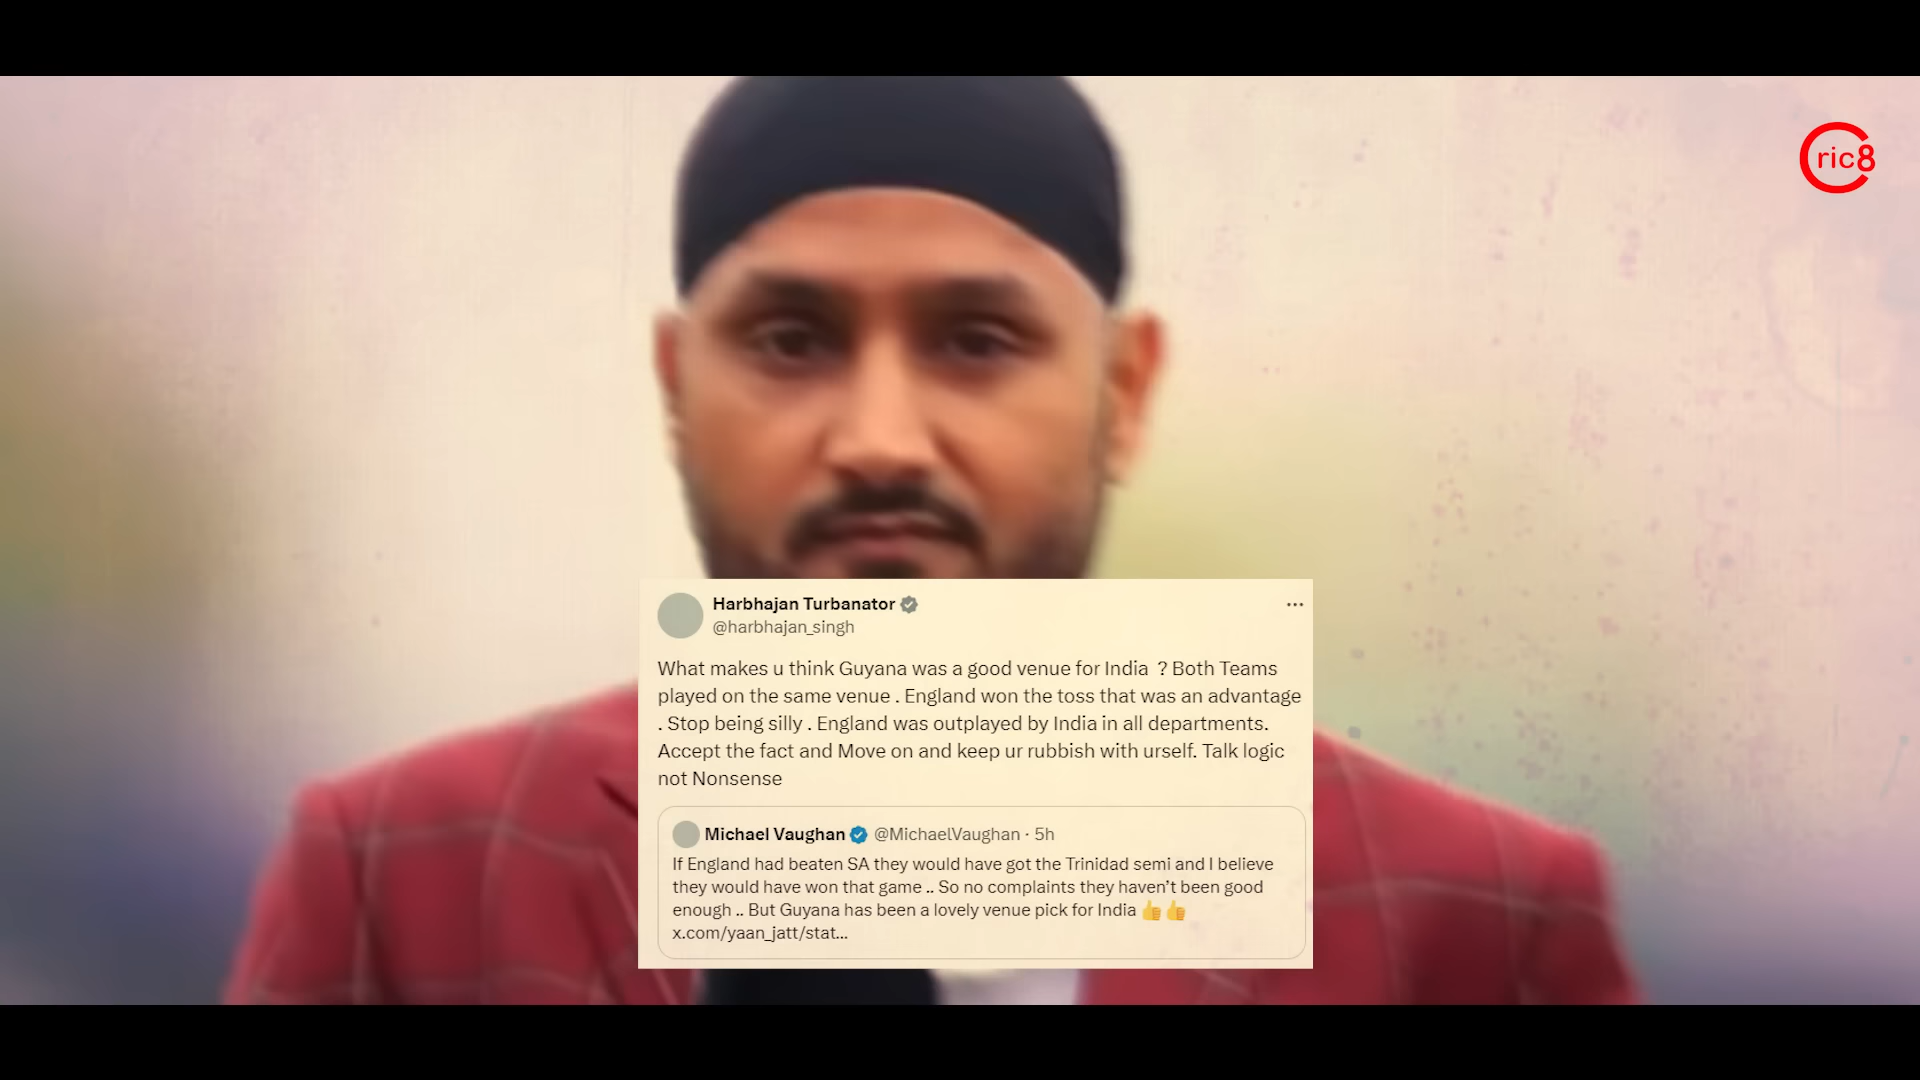 Cric8
Harbhajan Turbanator
@harbhajan_singh
What makes u think Guyana was a good venue for India ? Both Teams
played on the same venue . England won the toss that was an advantage
. Stop being silly . England was outplayed by India in all departments.
Accept the fact and Move on and keep ur rubbish with urself. Talk logic
not Nonsense
Michael Vaughan @MichaelVaughan · 5h
If England had beaten SA they would have got the Trinidad semi and I believe
they would have won that game .. So no complaints they haven’t been good
enough .. But Guyana has been a lovely venue pick for India 👍👍
x.com/yaan_jatt/stat...